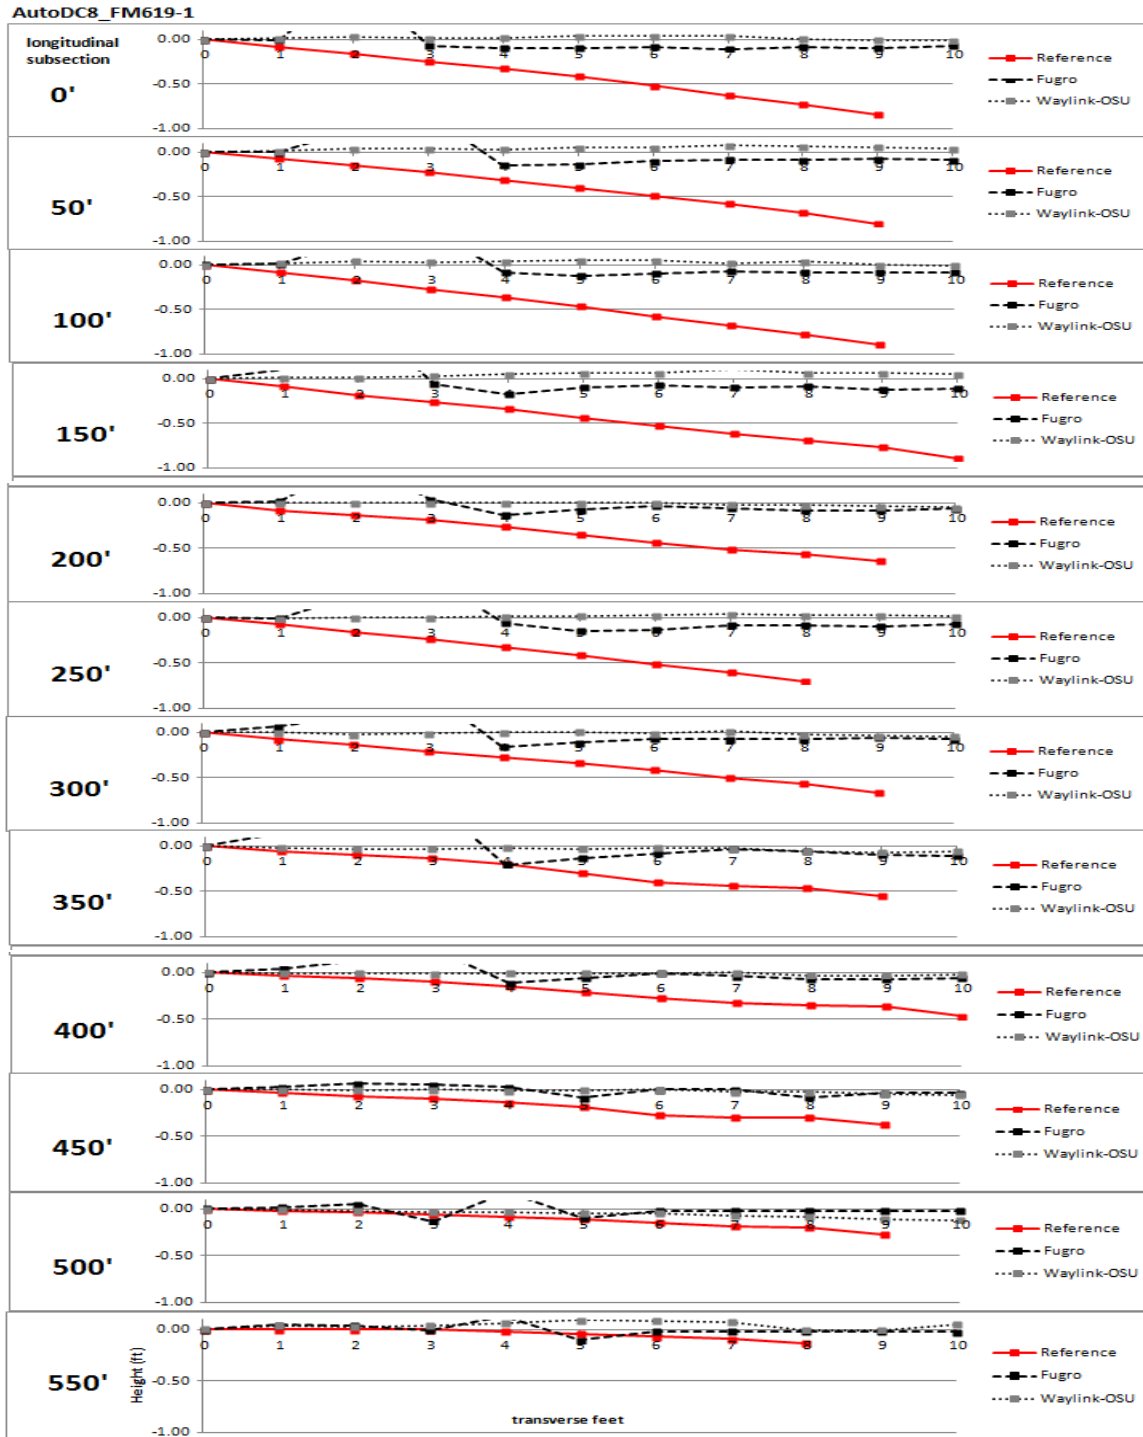 AutoDC8_FM619-1
longitudinal
subsection
0'
0.00
-0.50
-1.00
0 1 2 3 4 5 6 7 8 9 10
Reference
Fugro
Waylink-OSU
50'
0.00
-0.50
-1.00
0 1 2 3 4 5 6 7 8 9 10
Reference
Fugro
Waylink-OSU
100'
0.00
-0.50
-1.00
0 1 2 3 4 5 6 7 8 9 10
Reference
Fugro
Waylink-OSU
150'
0.00
-0.50
-1.00
0 1 2 3 4 5 6 7 8 9 10
Reference
Fugro
Waylink-OSU
200'
0.00
-0.50
-1.00
0 1 2 3 4 5 6 7 8 9 10
Reference
Fugro
Waylink-OSU
250'
0.00
-0.50
-1.00
0 1 2 3 4 5 6 7 8 9 10
Reference
Fugro
Waylink-OSU
300'
0.00
-0.50
-1.00
0 1 2 3 4 5 6 7 8 9 10
Reference
Fugro
Waylink-OSU
350'
0.00
-0.50
-1.00
0 1 2 3 4 5 6 7 8 9 10
Reference
Fugro
Waylink-OSU
400'
0.00
-0.50
-1.00
0 1 2 3 4 5 6 7 8 9 10
Reference
Fugro
Waylink-OSU
450'
0.00
-0.50
-1.00
0 1 2 3 4 5 6 7 8 9 10
Reference
Fugro
Waylink-OSU
500'
0.00
-0.50
-1.00
0 1 2 3 4 5 6 7 8 9 10
Reference
Fugro
Waylink-OSU
550'
Height (ft)
0.00
-0.50
-1.00
0 1 2 3 4 5 6 7 8 9 10
transverse feet
Reference
Fugro
Waylink-OSU